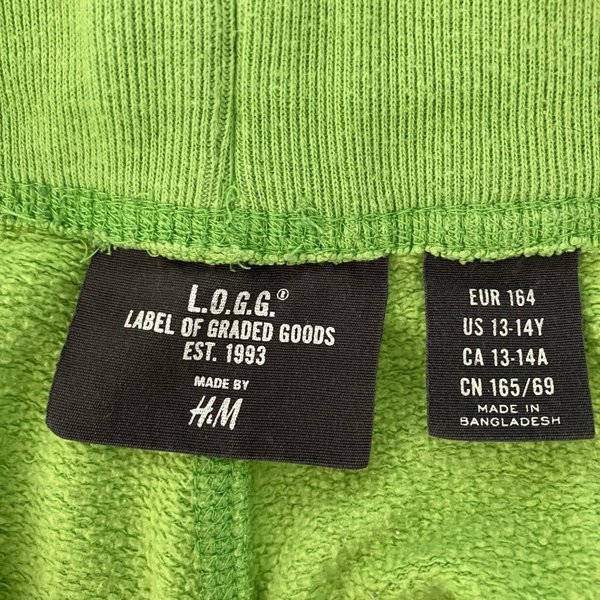 L.O.G.G.®
LABEL OF GRADED GOODS
EST. 1993
MADE BY
H&M
EUR 164
US 13-14Y
CA 13-14A
CN 165/69
MADE IN
BANGLADESH